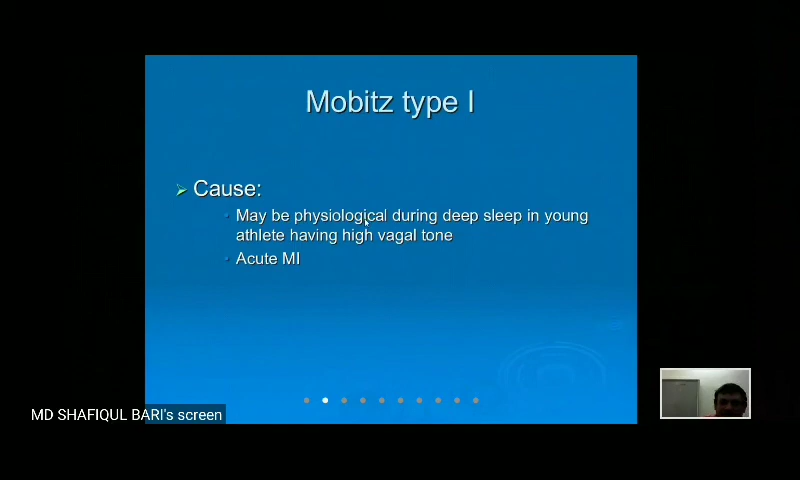 Mobitz type I
Cause:
May be physiological during deep sleep in young
athlete having high vagal tone
Acute MI
MD SHAFIQUL BARI's screen